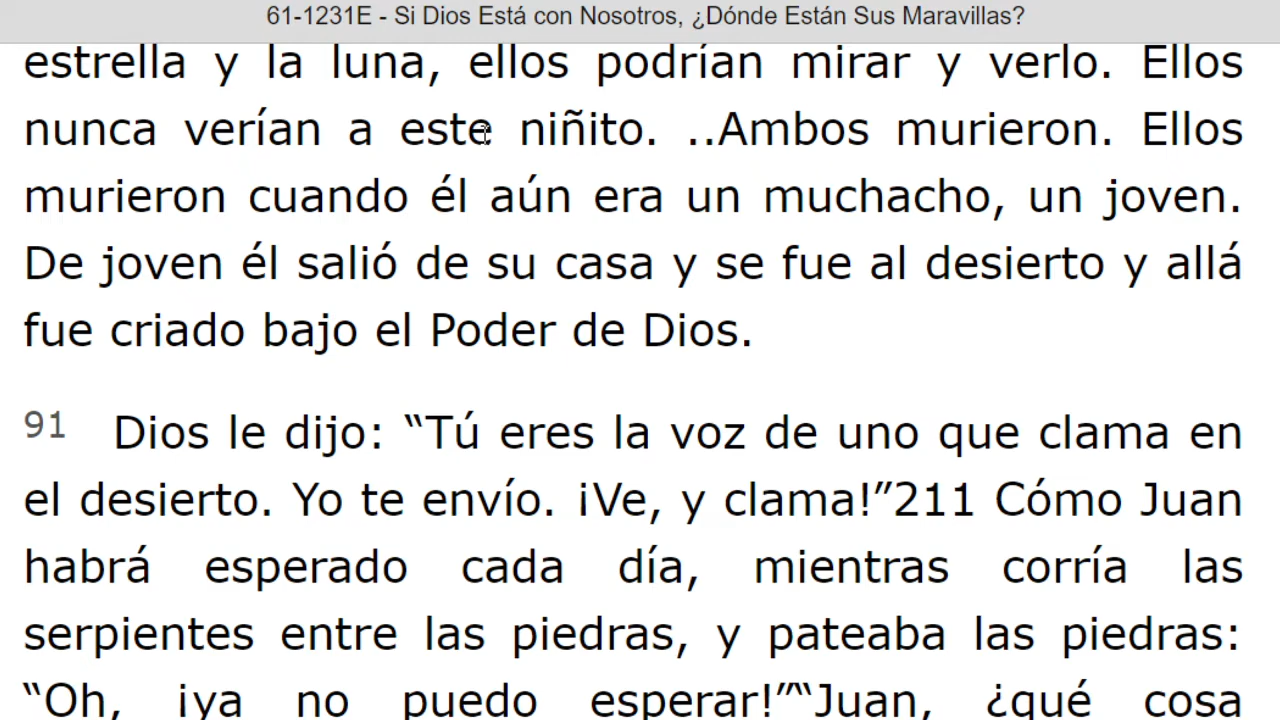 61-1231E - Si Dios Está con Nosotros, ¿Dónde Están Sus Maravillas?
estrella y la luna, ellos podrían mirar y verlo. Ellos
nunca verían a este niñito. ..Ambos murieron. Ellos
murieron cuando él aún era un muchacho, un joven.
De joven él salió de su casa y se fue al desierto y allá
fue criado bajo el Poder de Dios.
91 Dios le dijo: “Tú eres la voz de uno que clama en
el desierto. Yo te envío. ¡Ve, y clama!”211 Cómo Juan
habrá esperado cada día, mientras corría las
serpientes entre las piedras, y pateaba las piedras:
“Oh, ¡ya no puedo esperar!”“Juan, ¿qué cosa